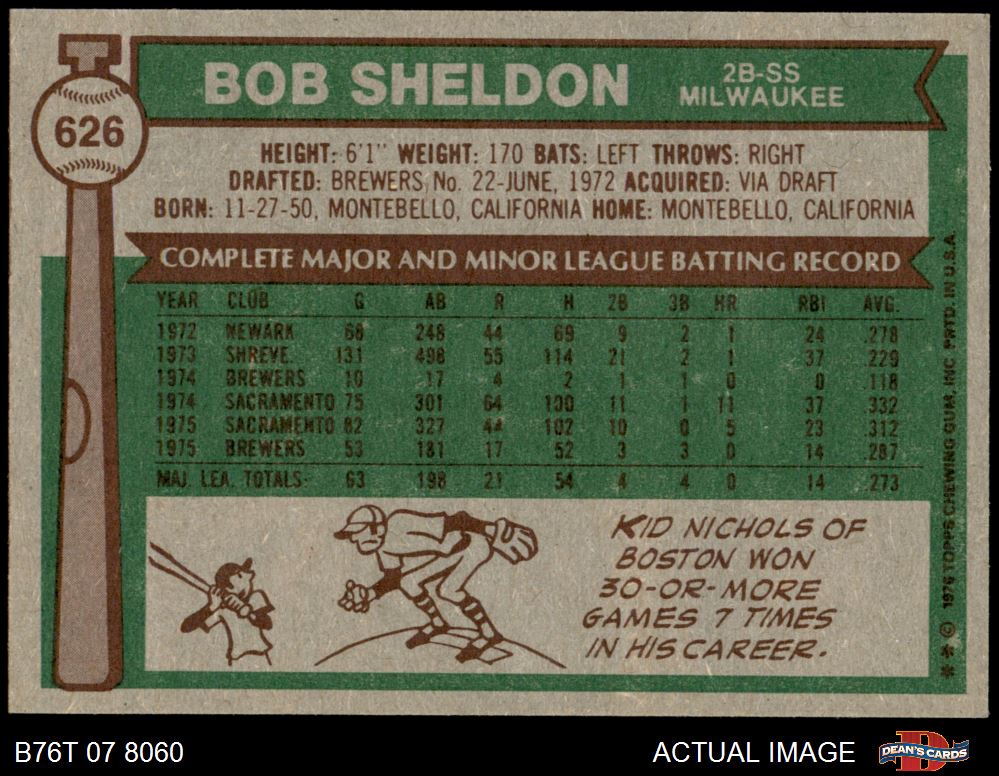 626
BOB SHELDON
2B-SS
MILWAUKEE
HEIGHT: 6'1" WEIGHT: 170 BATS: LEFT THROWS: RIGHT
DRAFTED: BREWERS, No. 22-JUNE, 1972 ACQUIRED: VIA DRAFT
BORN: 11-27-50, MONTEBELLO, CALIFORNIA HOME: MONTEBELLO, CALIFORNIA
COMPLETE MAJOR AND MINOR LEAGUE BATTING RECORD
YEAR CLUB G AB R H 2B 3B HR RBI AVG.
1972 NEWARK 68 248 44 69 9 2 1 24 .278
1973 SHREVE. 131 498 55 114 21 2 1 37 .229
1974 BREWERS 10 17 4 2 1 1 0 0 .118
1974 SACRAMENTO 75 301 64 100 11 1 11 37 .332
1975 SACRAMENTO 82 327 44 102 10 0 5 23 .312
1975 BREWERS 53 181 17 52 3 3 0 14 .287
MAJ. LEA. TOTALS 63 198 21 54 4 4 0 14 .273
KID NICHOLS OF
BOSTON WON
30-OR-MORE
GAMES 7 TIMES
IN HIS CAREER.
** © 1976 TOPPS CHEWING GUM, INC PRTD. IN U.S.A.
B76T 07 8060
ACTUAL IMAGE
D
DEAN'S CARDS